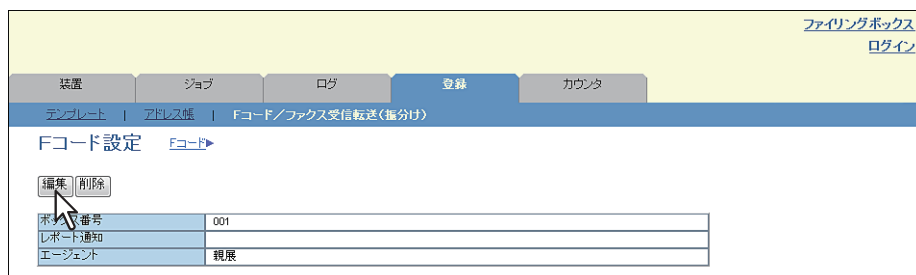 ファイリングボックス
ログイン
装置 ジョブ ログ 登録 カウンタ
テンプレート | アドレス帳 | Fコード／ファクス受信転送(振分け)
Fコード設定 Fコード▶
編集 削除
ボックス番号 001
レポート通知
エージェント 親展